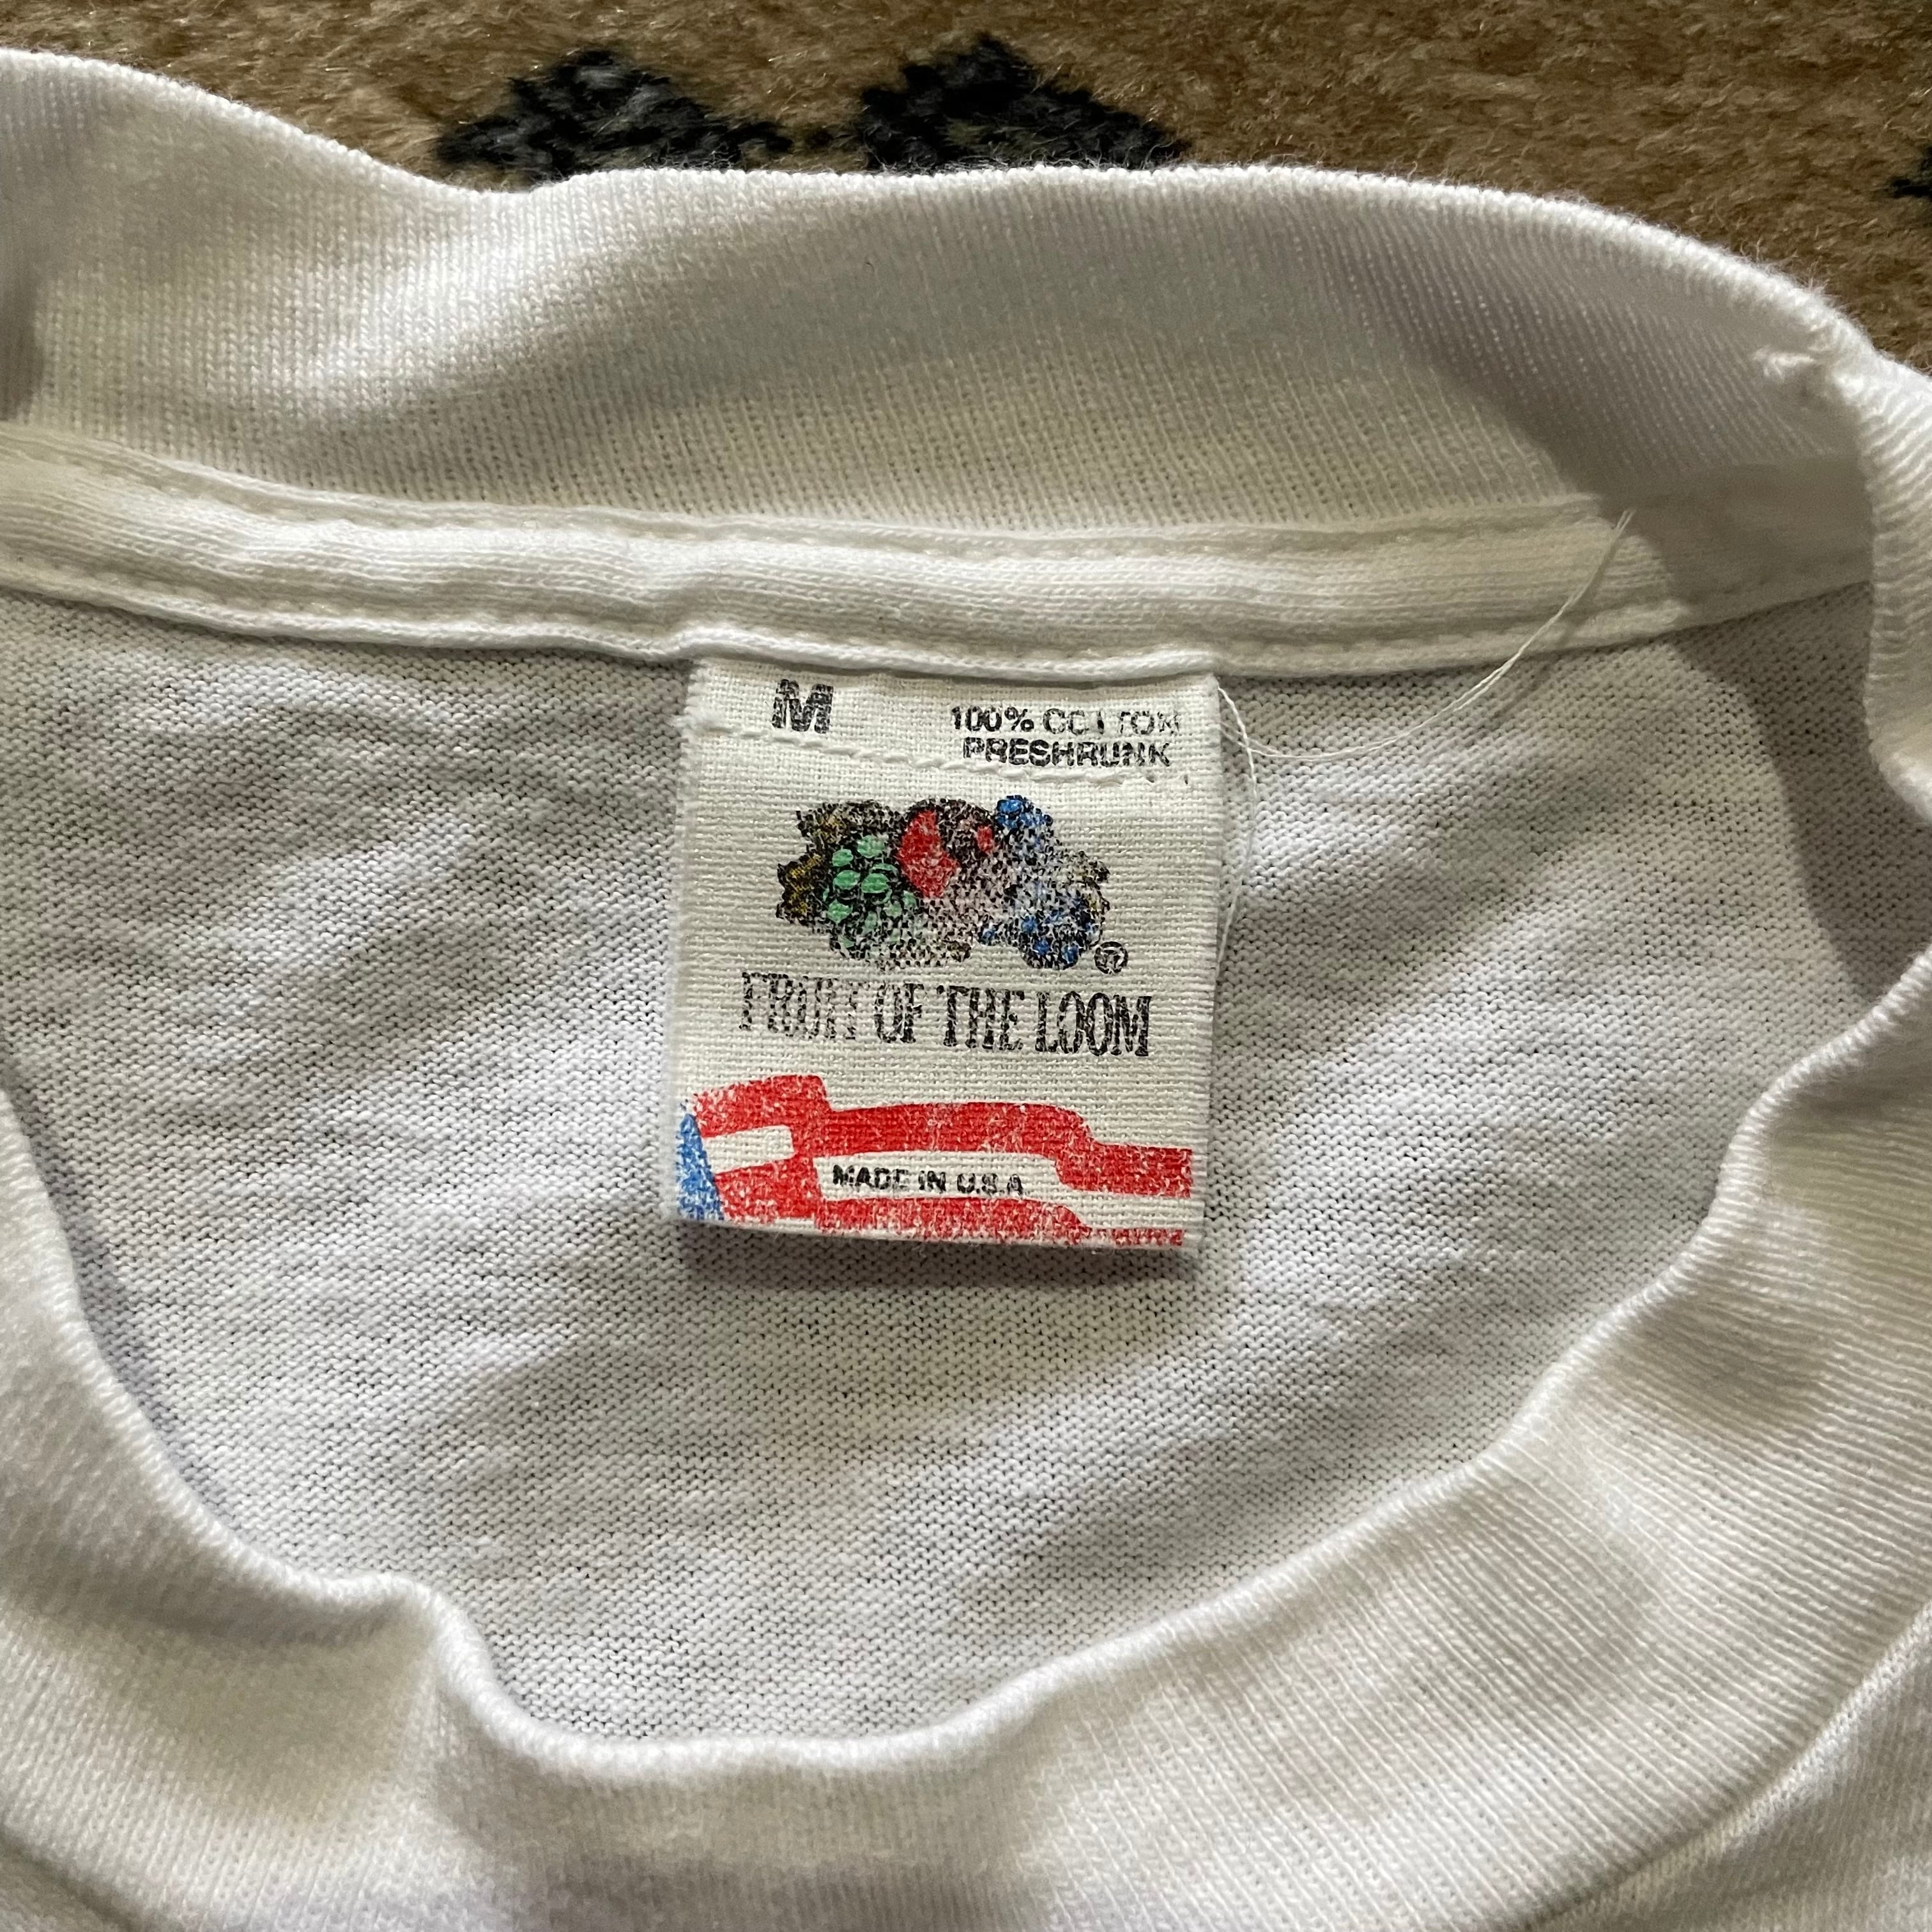 M
100% COTTON
PRESHRUNK
®
FRUIT OF THE LOOM
MADE IN U.S.A